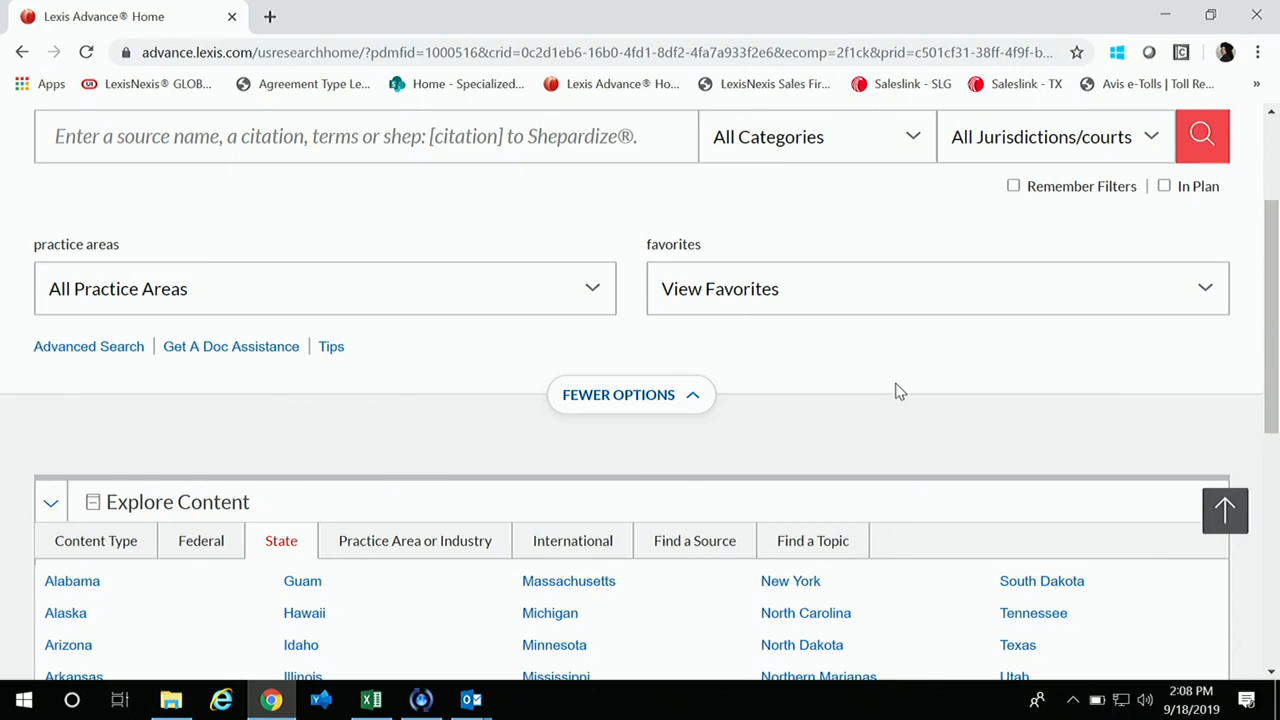 Lexis Advance® Home
advance.lexis.com/usresearchhome/?pdmfid=1000516&crid=0c2d1eb6-16b0-4fd1-8df2-4fa7a933f2e6&ecomp=2f1ck&prid=c501cf31-38ff-4f9f-b...
Apps LexisNexis® GLOB... Agreement Type Le... Home - Specialized... Lexis Advance® Ho... LexisNexis Sales Fir... Saleslink - SLG Saleslink - TX Avis e-Tolls | Toll Re... »
Enter a source name, a citation, terms or shep: [citation] to Shepardize®. All Categories All Jurisdictions/courts
Remember Filters | In Plan
practice areas favorites
All Practice Areas View Favorites
Advanced Search | Get A Doc Assistance | Tips
FEWER OPTIONS
Explore Content
Content Type Federal State Practice Area or Industry International Find a Source Find a Topic
Alabama Guam Massachusetts New York South Dakota
Alaska Hawaii Michigan North Carolina Tennessee
Arizona Idaho Minnesota North Dakota Texas
Arkansas Illinois Mississippi Northern Marianas Utah
2:08 PM
9/18/2019